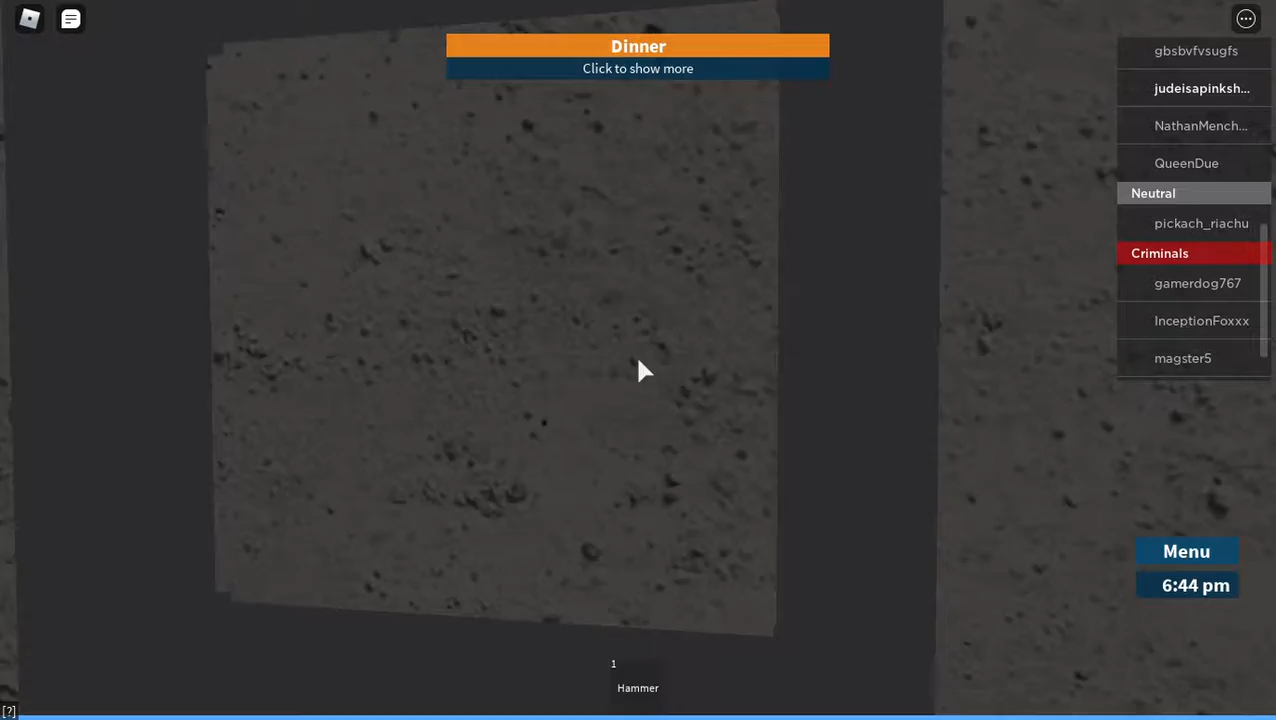 Dinner
Click to show more
gbsbvfvsugfs
judeisapinksh...
NathanMench...
QueenDue
Neutral
pickach_riachu
Criminals
gamerdog767
InceptionFoxxx
magster5
Menu
6:44 pm
1
Hammer
[?]